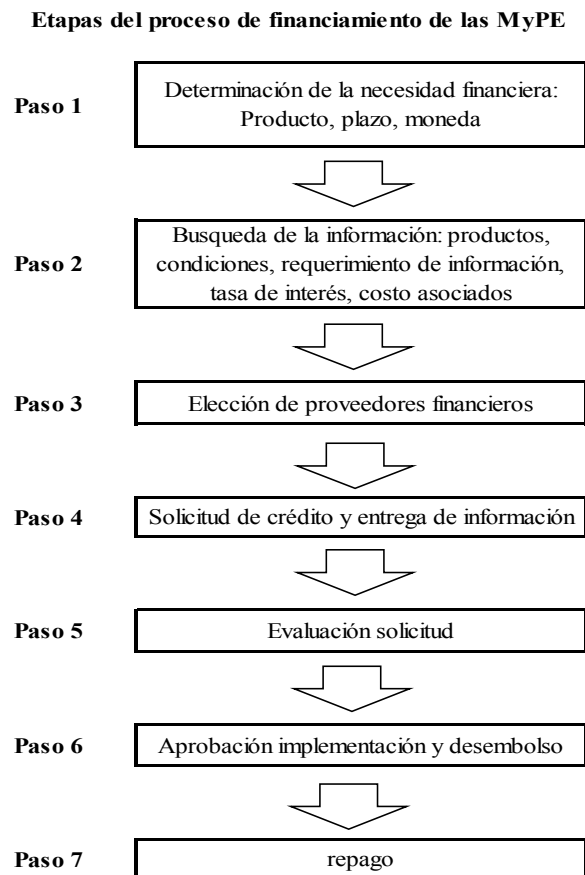 Etapas del proceso de financiamiento de las MyPE
Paso 1
Determinación de la necesidad financiera:
Producto, plazo, moneda
Paso 2
Busqueda de la información: productos,
condiciones, requerimiento de información,
tasa de interés, costo asociados
Paso 3
Elección de proveedores financieros
Paso 4
Solicitud de crédito y entrega de información
Paso 5
Evaluación solicitud
Paso 6
Aprobación implementación y desembolso
Paso 7
repago